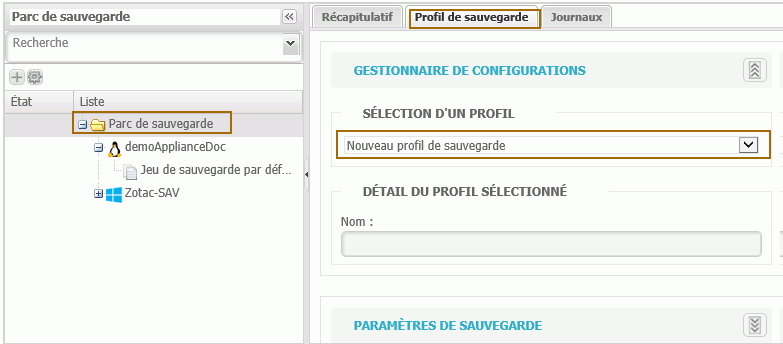 Parc de sauvegarde
Recherche
État Liste
Parc de sauvegarde
demoApplianceDoc
Jeu de sauvegarde par déf...
Zotac-SAV
Récapitulatif Profil de sauvegarde Journaux
GESTIONNAIRE DE CONFIGURATIONS
SÉLECTION D'UN PROFIL
Nouveau profil de sauvegarde
DÉTAIL DU PROFIL SÉLECTIONNÉ
Nom :
PARAMÈTRES DE SAUVEGARDE